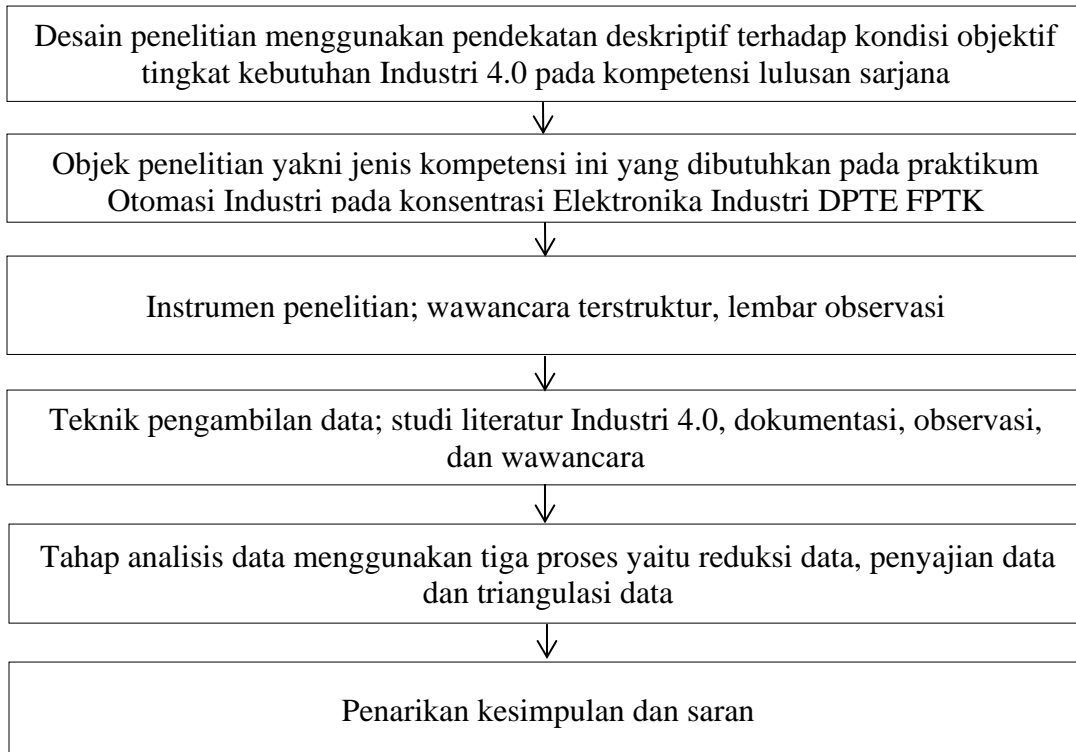 Desain penelitian menggunakan pendekatan deskriptif terhadap kondisi objektif
tingkat kebutuhan Industri 4.0 pada kompetensi lulusan sarjana
Objek penelitian yakni jenis kompetensi ini yang dibutuhkan pada praktikum
Otomasi Industri pada konsentrasi Elektronika Industri DPTE FPTK
Instrumen penelitian; wawancara terstruktur, lembar observasi
Teknik pengambilan data; studi literatur Industri 4.0, dokumentasi, observasi,
dan wawancara
Tahap analisis data menggunakan tiga proses yaitu reduksi data, penyajian data
dan triangulasi data
Penarikan kesimpulan dan saran